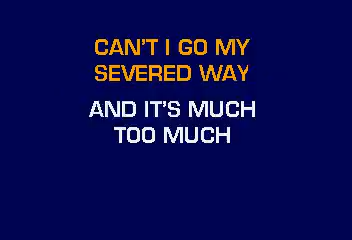 CAN'T I GO MY
SEVERED WAY
AND IT'S MUCH
TOO MUCH